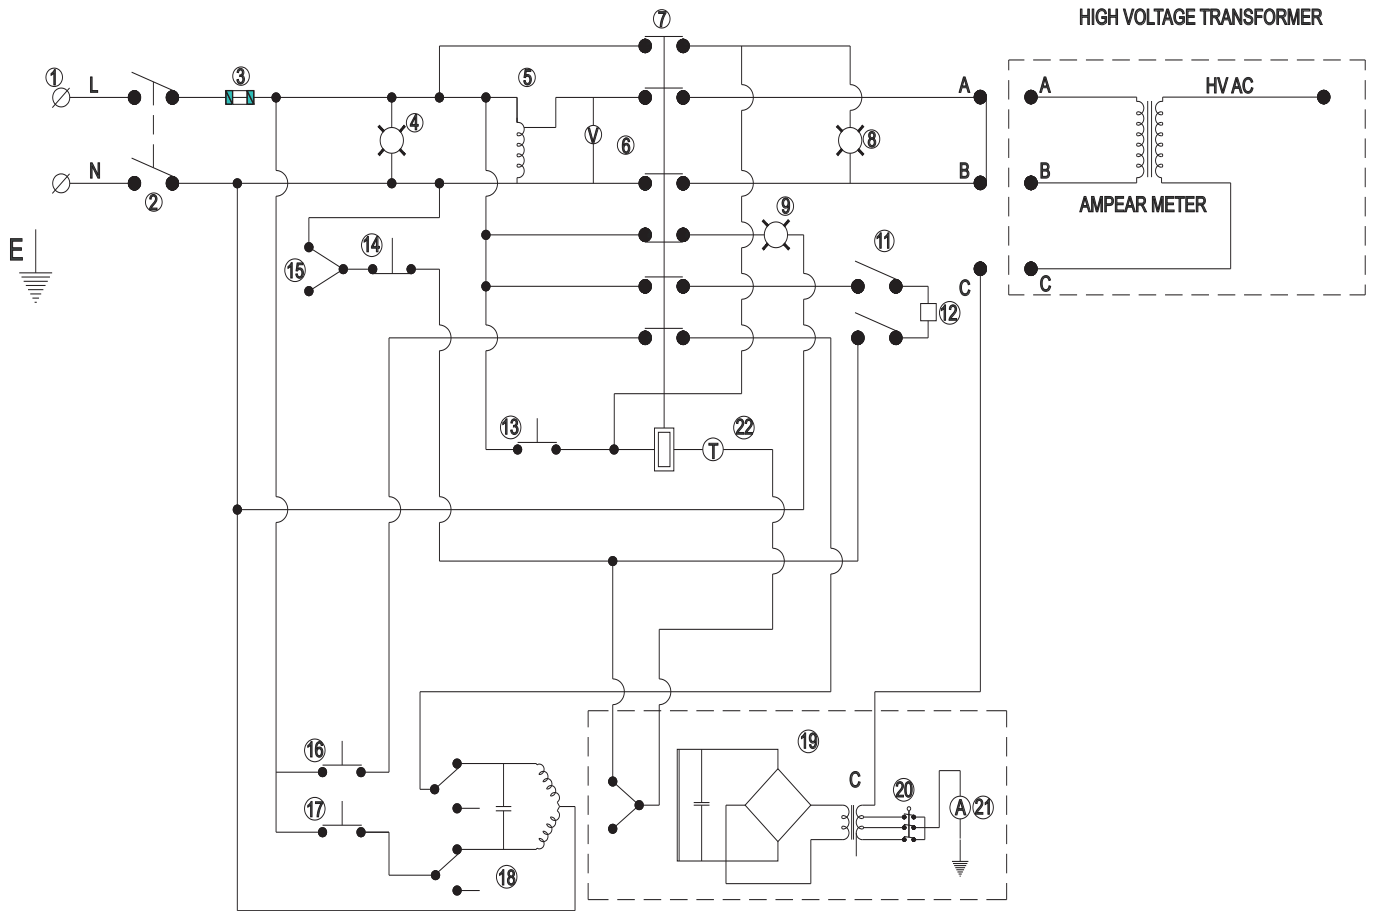 HIGH VOLTAGE TRANSFORMER
7
1 L 3 5 A A HV AC
4 V 6 8
N B B
2 9 AMPEAR METER
E 15 14 11
C C
12
13 22
T
16 19
C 20
17 A 21
18